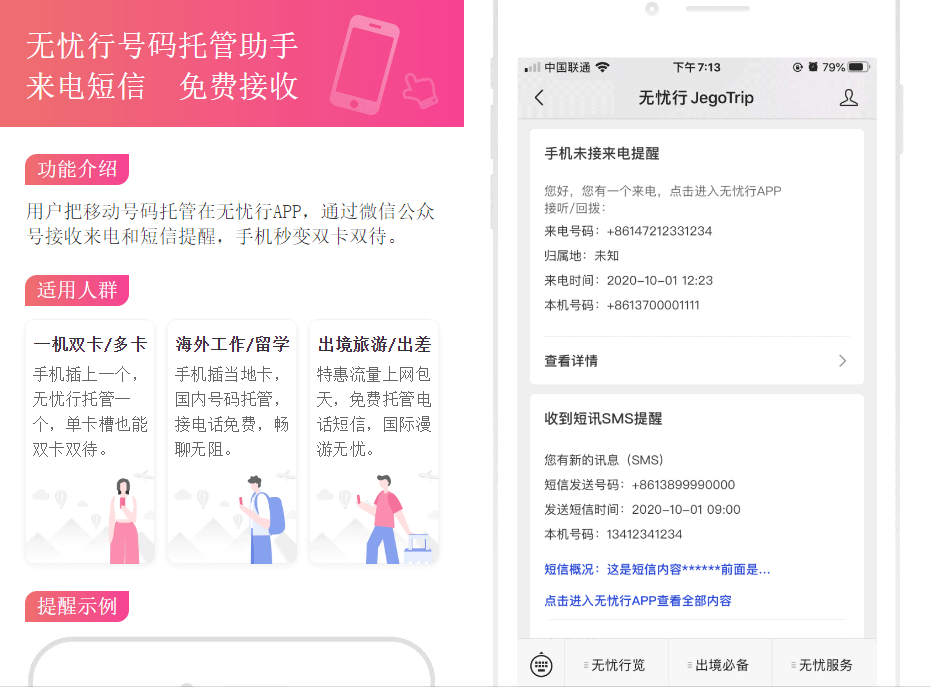 无忧行号码托管助手
来电短信 免费接收
功能介绍
用户把移动号码托管在无忧行APP，通过微信公众
号接收来电和短信提醒，手机秒变双卡双待。
适用人群
一机双卡/多卡
手机插上一个，
无忧行托管一
个，单卡槽也能
双卡双待。
海外工作/留学
手机插当地卡，
国内号码托管，
接电话免费，畅
聊无阻。
出境旅游/出差
特惠流量上网包
天，免费托管电
话短信，国际漫
游无忧。
提醒示例
中国联通 下午7:13 79%
无忧行 JegoTrip
手机未接来电提醒
您好，您有一个来电，点击进入无忧行APP
接听/回拨：
来电号码：+86147212331234
归属地：未知
来电时间：2020-10-01 12:23
本机号码：+8613700001111
查看详情
收到短讯SMS提醒
您有新的讯息（SMS）
短信发送号码：+8613899990000
发送短信时间：2020-10-01 09:00
本机号码：13412341234
短信概况：这是短信内容******前面是...
点击进入无忧行APP查看全部内容
无忧行览 出境必备 无忧服务